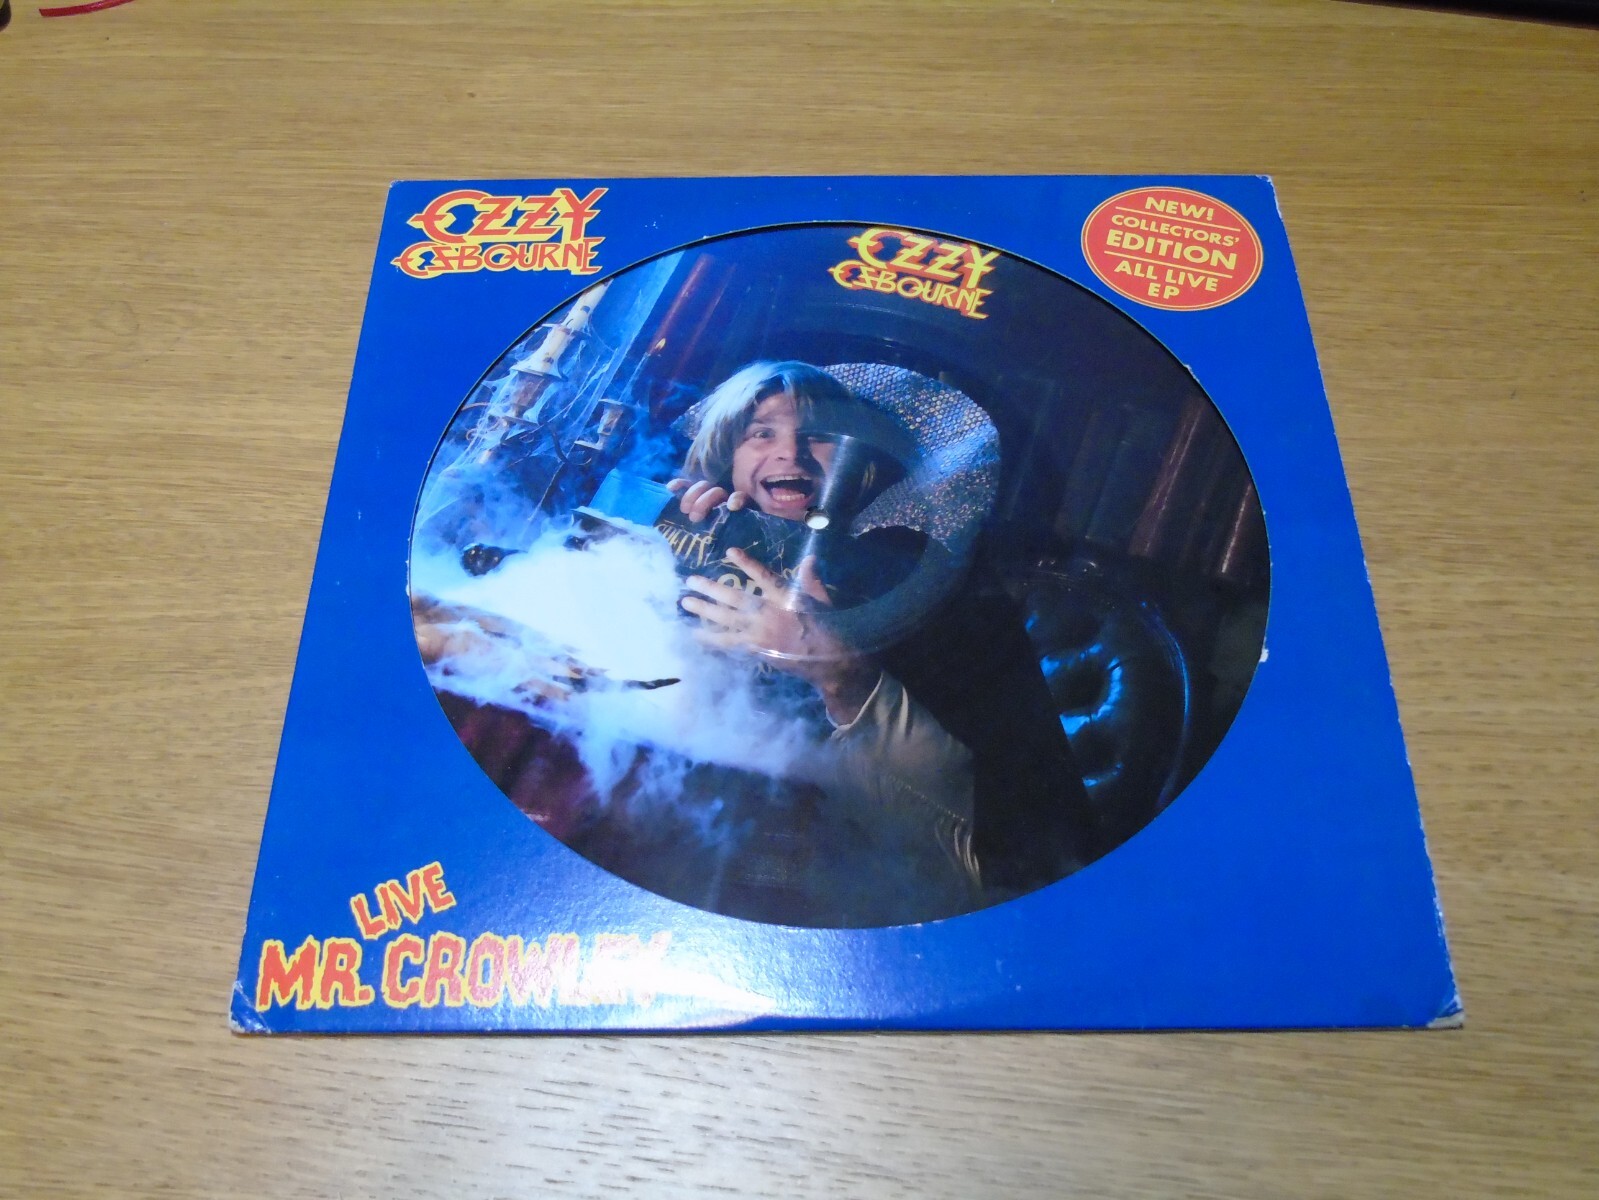 OZZY
OSBOURNE
NEW!
COLLECTORS'
EDITION
ALL LIVE
EP
OZZY
OSBOURNE
LIVE
MR. CROWLEY